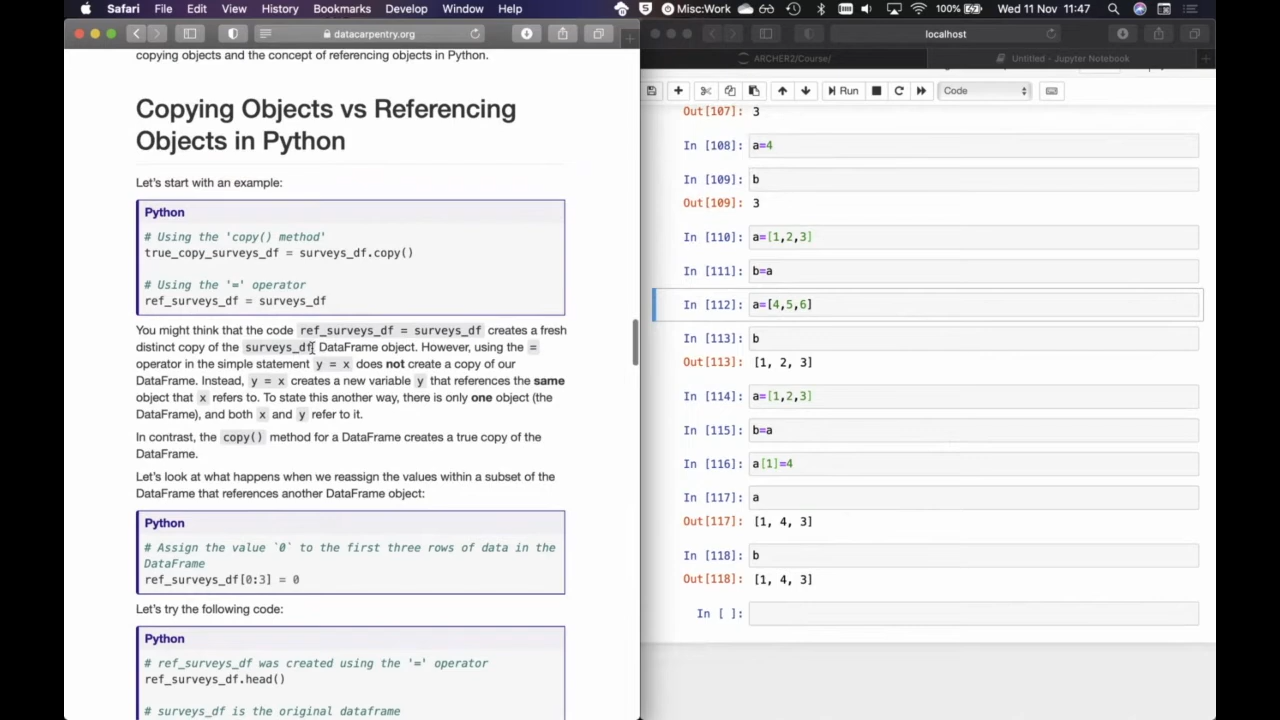 Safari File Edit View History Bookmarks Develop Window Help Misc:Work 100% Wed 11 Nov 11:47
datacarpentry.org
copying objects and the concept of referencing objects in Python.
Copying Objects vs Referencing
Objects in Python
Let's start with an example:
Python
# Using the 'copy() method'
true_copy_surveys_df = surveys_df.copy()
# Using the '=' operator
ref_surveys_df = surveys_df
You might think that the code ref_surveys_df = surveys_df creates a fresh
distinct copy of the surveys_df DataFrame object. However, using the =
operator in the simple statement y = x does not create a copy of our
DataFrame. Instead, y = x creates a new variable y that references the same
object that x refers to. To state this another way, there is only one object (the
DataFrame), and both x and y refer to it.
In contrast, the copy() method for a DataFrame creates a true copy of the
DataFrame.
Let's look at what happens when we reassign the values within a subset of the
DataFrame that references another DataFrame object:
Python
# Assign the value `0` to the first three rows of data in the
DataFrame
ref_surveys_df[0:3] = 0
Let's try the following code:
Python
# ref_surveys_df was created using the '=' operator
ref_surveys_df.head()
# surveys_df is the original dataframe
localhost
ARCHER2/Course/ Untitled - Jupyter Notebook
Run Code
Out[107]: 3
In [108]: a=4
In [109]: b
Out[109]: 3
In [110]: a=[1,2,3]
In [111]: b=a
In [112]: a=[4,5,6]
In [113]: b
Out[113]: [1, 2, 3]
In [114]: a=[1,2,3]
In [115]: b=a
In [116]: a[1]=4
In [117]: a
Out[117]: [1, 4, 3]
In [118]: b
Out[118]: [1, 4, 3]
In [ ]: